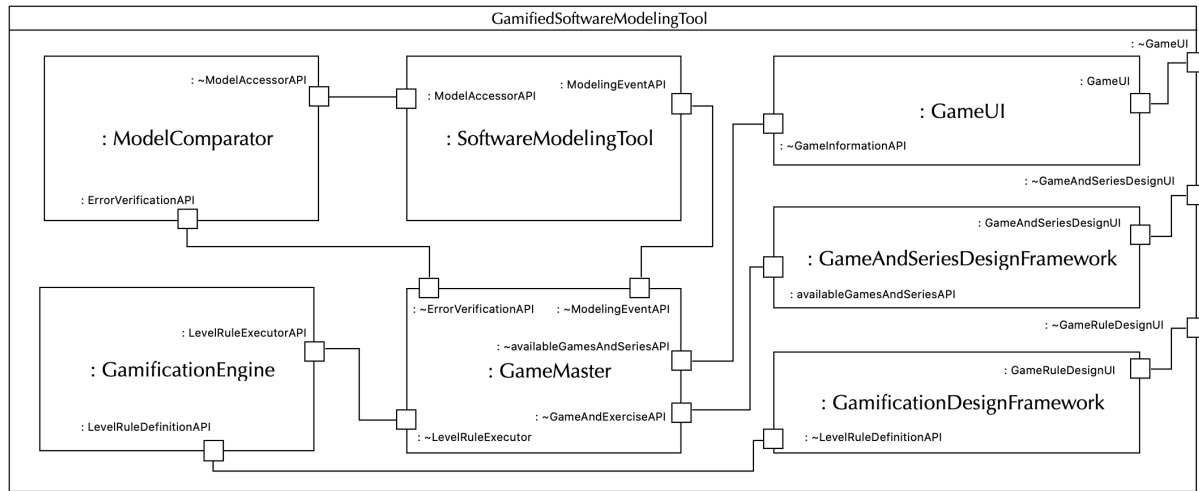 GamifiedSoftwareModelingTool
: ~GameUI
: ~ModelAccessorAPI
: ModelAccessorAPI
: ModelingEventAPI
: GameUI
: ModelComparator
: SoftwareModelingTool
: GameUI
: ~GameInformationAPI
: ErrorVerificationAPI
: ~GameAndSeriesDesignUI
: GameAndSeriesDesignUI
: GameAndSeriesDesignFramework
: availableGamesAndSeriesAPI
: ~ErrorVerificationAPI
: ~ModelingEventAPI
: LevelRuleExecutorAPI
: ~GameRuleDesignUI
: ~availableGamesAndSeriesAPI
: GamificationEngine
: GameMaster
: GameRuleDesignUI
: GamificationDesignFramework
: ~GameAndExerciseAPI
: LevelRuleDefinitionAPI
: ~LevelRuleExecutor
: ~LevelRuleDefinitionAPI